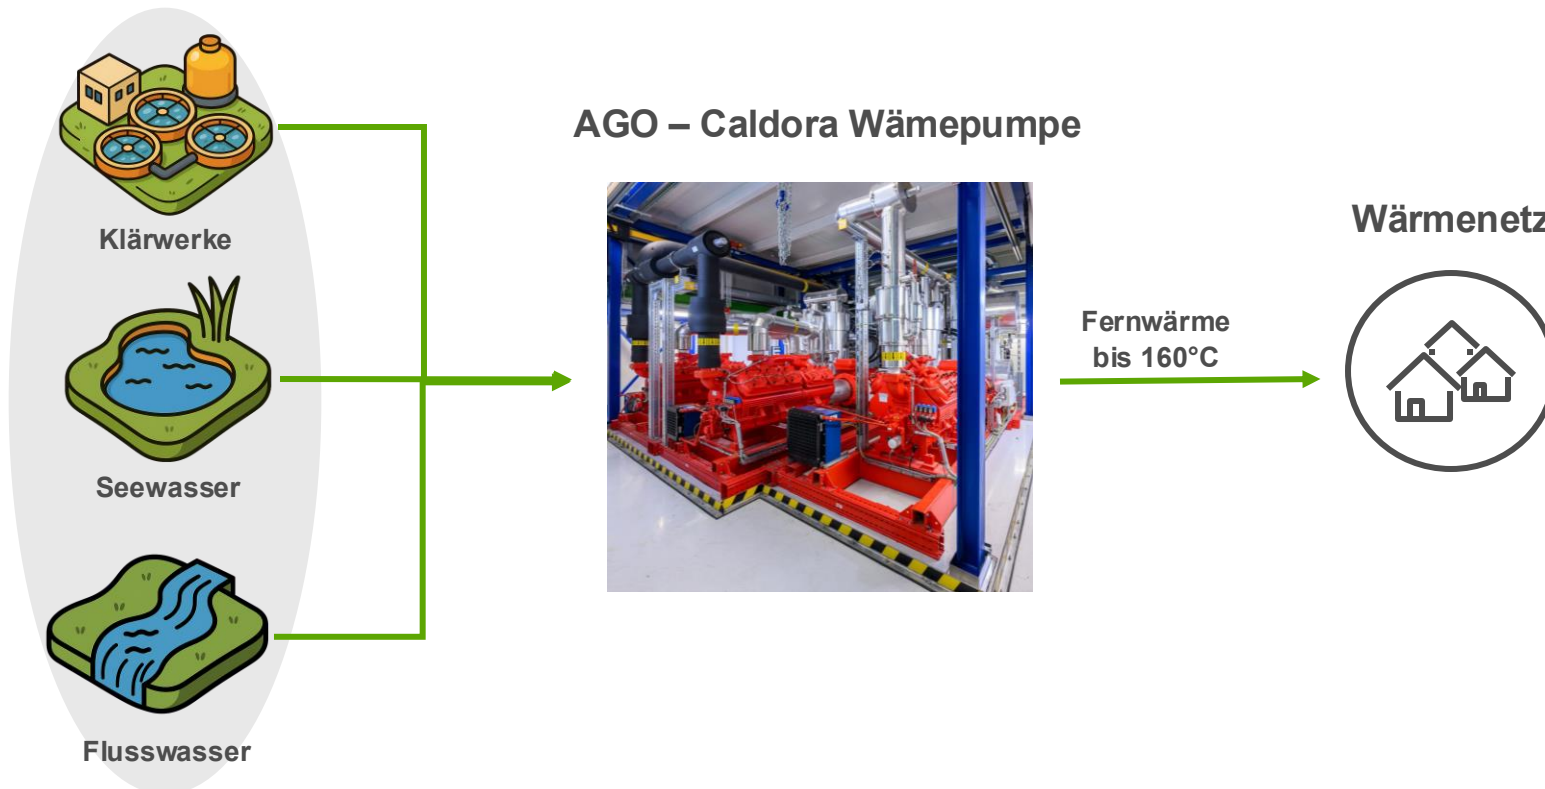 AGO – Caldora Wämepumpe
Klärwerke
Seewasser
Flusswasser
Fernwärme
bis 160°C
Wärmenetz